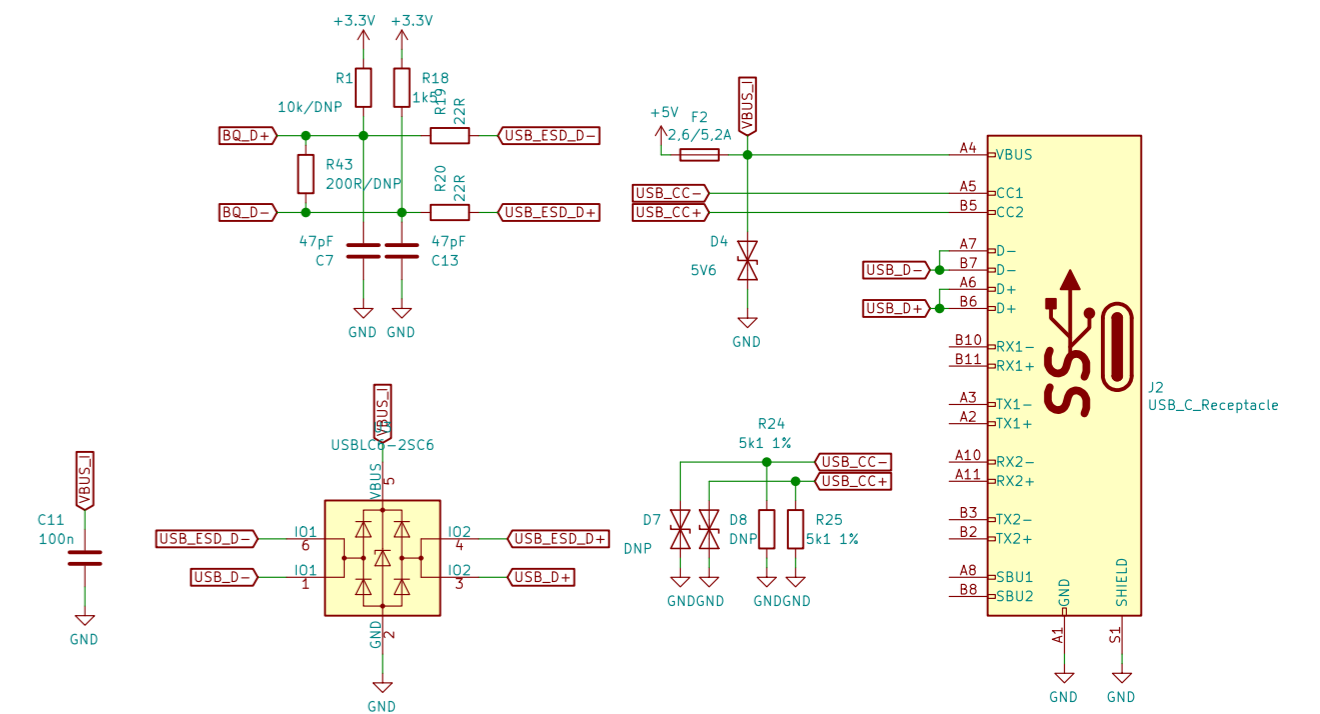 +3.3V +3.3V
R1
R18
10k/DNP
1k5
R19
22R
BQ_D+
USB_ESD_D-
R43
200R/DNP
R20
22R
BQ_D-
USB_ESD_D+
47pF
C7
47pF
C13
GND GND
+5V
F2
2,6/5,2A
VBUS_I
USB_CC-
USB_CC+
D4
5V6
GND
USB_D-
USB_D+
A4 VBUS
A5 CC1
B5 CC2
A7 D-
B7 D-
A6 D+
B6 D+
B10 RX1-
B11 RX1+
A3 TX1-
A2 TX1+
A10 RX2-
A11 RX2+
B3 TX2-
B2 TX2+
A8 SBU1
B8 SBU2
GND
A1
SHIELD
S1
GND
GND
SS
J2
USB_C_Receptacle
VBUS_I
C11
100n
GND
VBUS_I
USBLC6-2SC6
VBUS
5
USB_ESD_D-
IO1
6
IO2
4
USB_ESD_D+
USB_D-
IO1
1
IO2
3
USB_D+
GND
2
GND
R24
5k1 1%
USB_CC-
USB_CC+
D7
DNP
D8
DNP
R25
5k1 1%
GND GND
GND GND